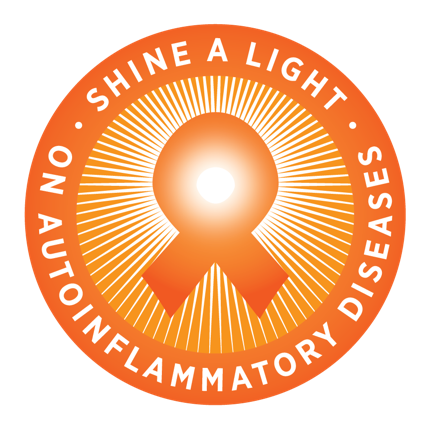 • SHINE A LIGHT •
ON AUTOINFLAMMATORY DISEASES